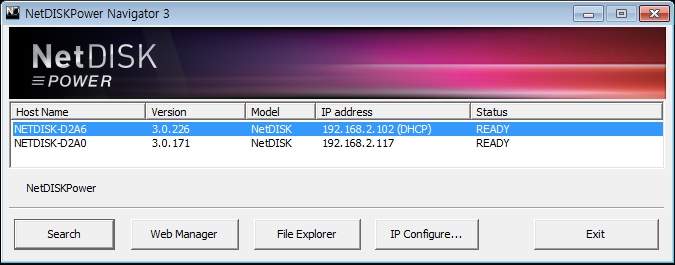 ND NetDISKPower Navigator 3
NetDISK
POWER
Host Name Version Model IP address Status
NETDISK-D2A6 3.0.226 NetDISK 192.168.2.102 (DHCP) READY
NETDISK-D2A0 3.0.171 NetDISK 192.168.2.117 READY
NetDISKPower
Search Web Manager File Explorer IP Configure... Exit